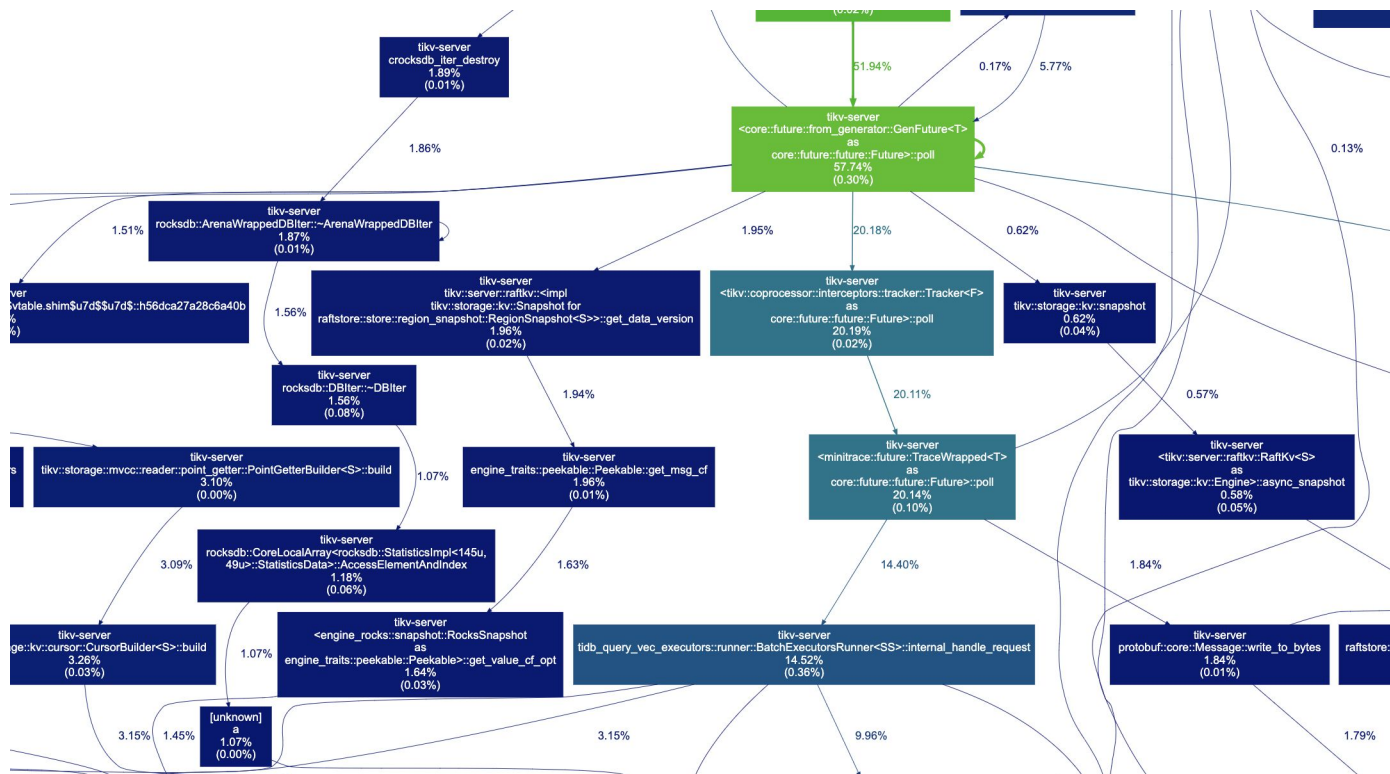 51.94%
0.17%
5.77%
tikv-server
crocksdb_iter_destroy
1.89%
(0.01%)
1.86%
tikv-server
<core::future::from_generator::GenFuture<T>
as
core::future::future::Future>::poll
57.74%
(0.30%)
0.13%
1.51%
tikv-server
rocksdb::ArenaWrappedDBIter::~ArenaWrappedDBIter
1.87%
(0.01%)
1.95%
20.18%
0.62%
1.56%
tikv-server
tikv::server::raftkv::<impl
tikv::storage::kv::Snapshot for
raftstore::store::region_snapshot::RegionSnapshot<S>>::get_data_version
1.96%
(0.02%)
tikv-server
<tikv::coprocessor::interceptors::tracker::Tracker<F>
as
core::future::future::Future>::poll
20.19%
(0.02%)
tikv-server
tikv::storage::kv::snapshot
0.62%
(0.04%)
vtable.shim$u7d$$u7d$::h56dca27a28c6a40b
tikv-server
rocksdb::DBIter::~DBIter
1.56%
(0.08%)
1.94%
20.11%
0.57%
tikv-server
tikv::storage::mvcc::reader::point_getter::PointGetterBuilder<S>::build
3.10%
(0.00%)
1.07%
tikv-server
engine_traits::peekable::Peekable::get_msg_cf
1.96%
(0.01%)
tikv-server
<minitrace::future::TraceWrapped<T>
as
core::future::future::Future>::poll
20.14%
(0.10%)
tikv-server
<tikv::server::raftkv::RaftKv<S>
as
tikv::storage::kv::Engine>::async_snapshot
0.58%
(0.05%)
3.09%
tikv-server
rocksdb::CoreLocalArray<rocksdb::StatisticsImpl<145u,
49u>::StatisticsData>::AccessElementAndIndex
1.18%
(0.06%)
1.63%
14.40%
1.84%
tikv-server
ge::kv::cursor::CursorBuilder<S>::build
3.26%
(0.03%)
1.07%
tikv-server
<engine_rocks::snapshot::RocksSnapshot
as
engine_traits::peekable::Peekable>::get_value_cf_opt
1.64%
(0.03%)
tikv-server
tidb_query_vec_executors::runner::BatchExecutorsRunner<SS>::internal_handle_request
14.52%
(0.36%)
tikv-server
protobuf::core::Message::write_to_bytes
1.84%
(0.01%)
raftstore:
[unknown]
a
1.07%
(0.00%)
3.15%
1.45%
3.15%
9.96%
1.79%